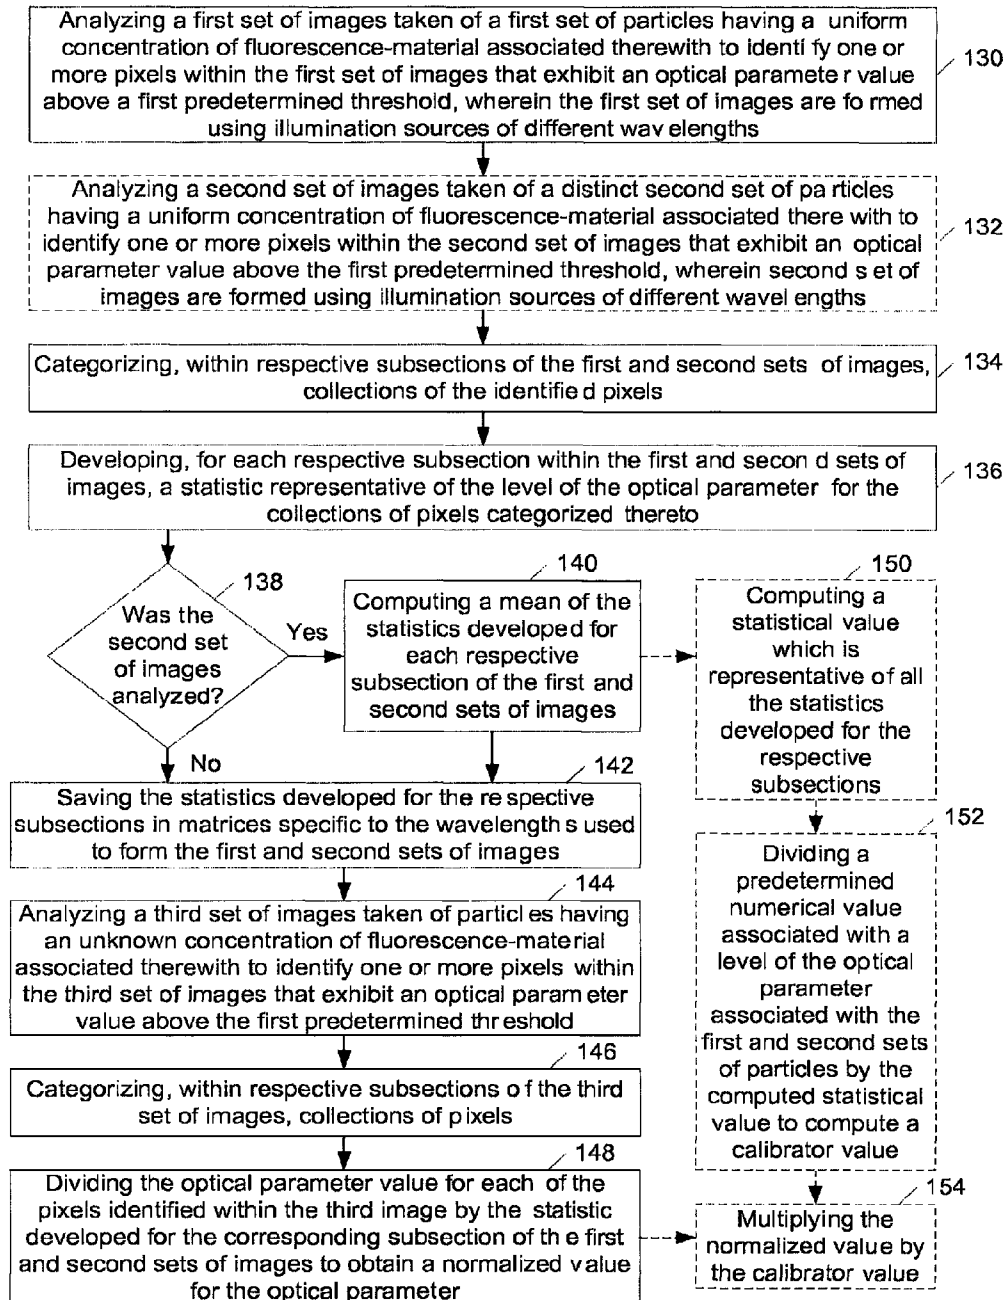 Analyzing a first set of images taken of a first set of particles having a uniform
concentration of fluorescence-material associated therewith to identify one or
more pixels within the first set of images that exhibit an optical parameter value
above a first predetermined threshold, wherein the first set of images are formed
using illumination sources of different wavelengths
130
Analyzing a second set of images taken of a distinct second set of particles
having a uniform concentration of fluorescence-material associated there with to
identify one or more pixels within the second set of images that exhibit an optical
parameter value above the first predetermined threshold, wherein second set of
images are formed using illumination sources of different wavelengths
132
Categorizing, within respective subsections of the first and second sets of images,
collections of the identified pixels
134
Developing, for each respective subsection within the first and second sets of
images, a statistic representative of the level of the optical parameter for the
collections of pixels categorized thereto
136
138
Was the
second set
of images
analyzed?
Yes
No
140
Computing a mean of the
statistics developed for
each respective
subsection of the first and
second sets of images
150
Computing a
statistical value
which is
representative of all
the statistics
developed for the
respective
subsections
142
Saving the statistics developed for the respective
subsections in matrices specific to the wavelengths used
to form the first and second sets of images
144
Analyzing a third set of images taken of particles having
an unknown concentration of fluorescence-material
associated therewith to identify one or more pixels within
the third set of images that exhibit an optical parameter
value above the first predetermined threshold
146
Categorizing, within respective subsections of the third
set of images, collections of pixels
148
Dividing the optical parameter value for each of the
pixels identified within the third image by the statistic
developed for the corresponding subsection of the first
and second sets of images to obtain a normalized value
for the optical parameter
152
Dividing a
predetermined
numerical value
associated with a
level of the optical
parameter
associated with the
first and second sets
of particles by the
computed statistical
value to compute a
calibrator value
154
Multiplying the
normalized value by
the calibrator value